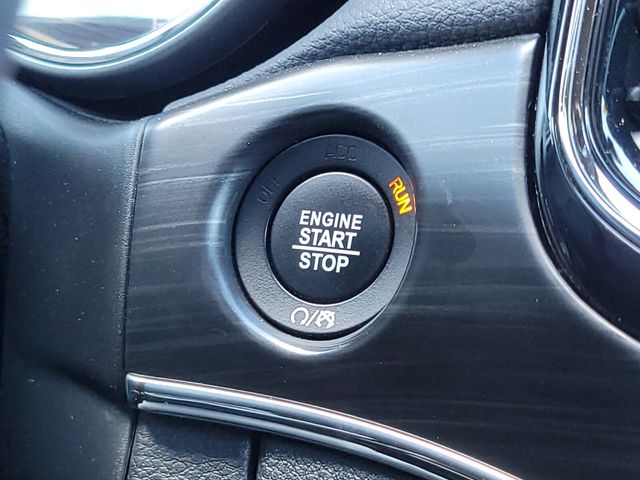 OFF
ACC
RUN
ENGINE
START
STOP